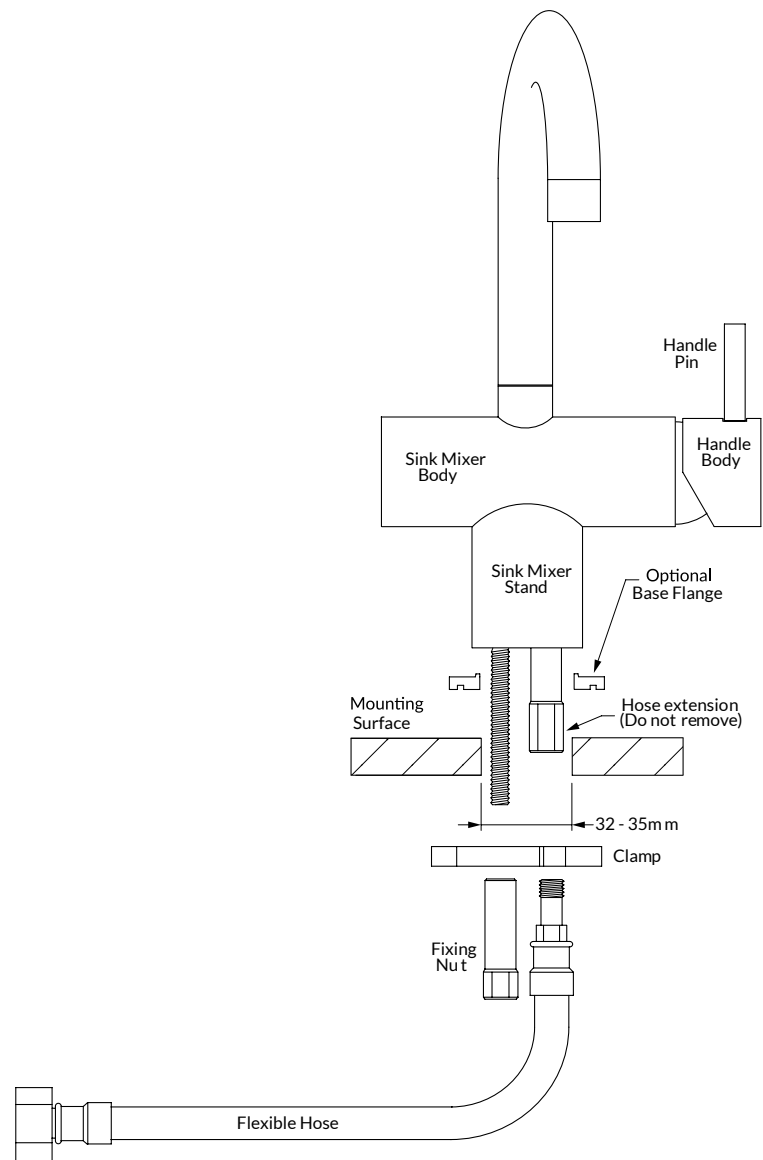 Handle
Pin
Handle
Body
Sink Mixer
Body
Sink Mixer
Stand
Optional
Base Flange
Mounting
Surface
Hose extension
(Do not remove)
32 - 35mm
Clamp
Fixing
Nut
Flexible Hose